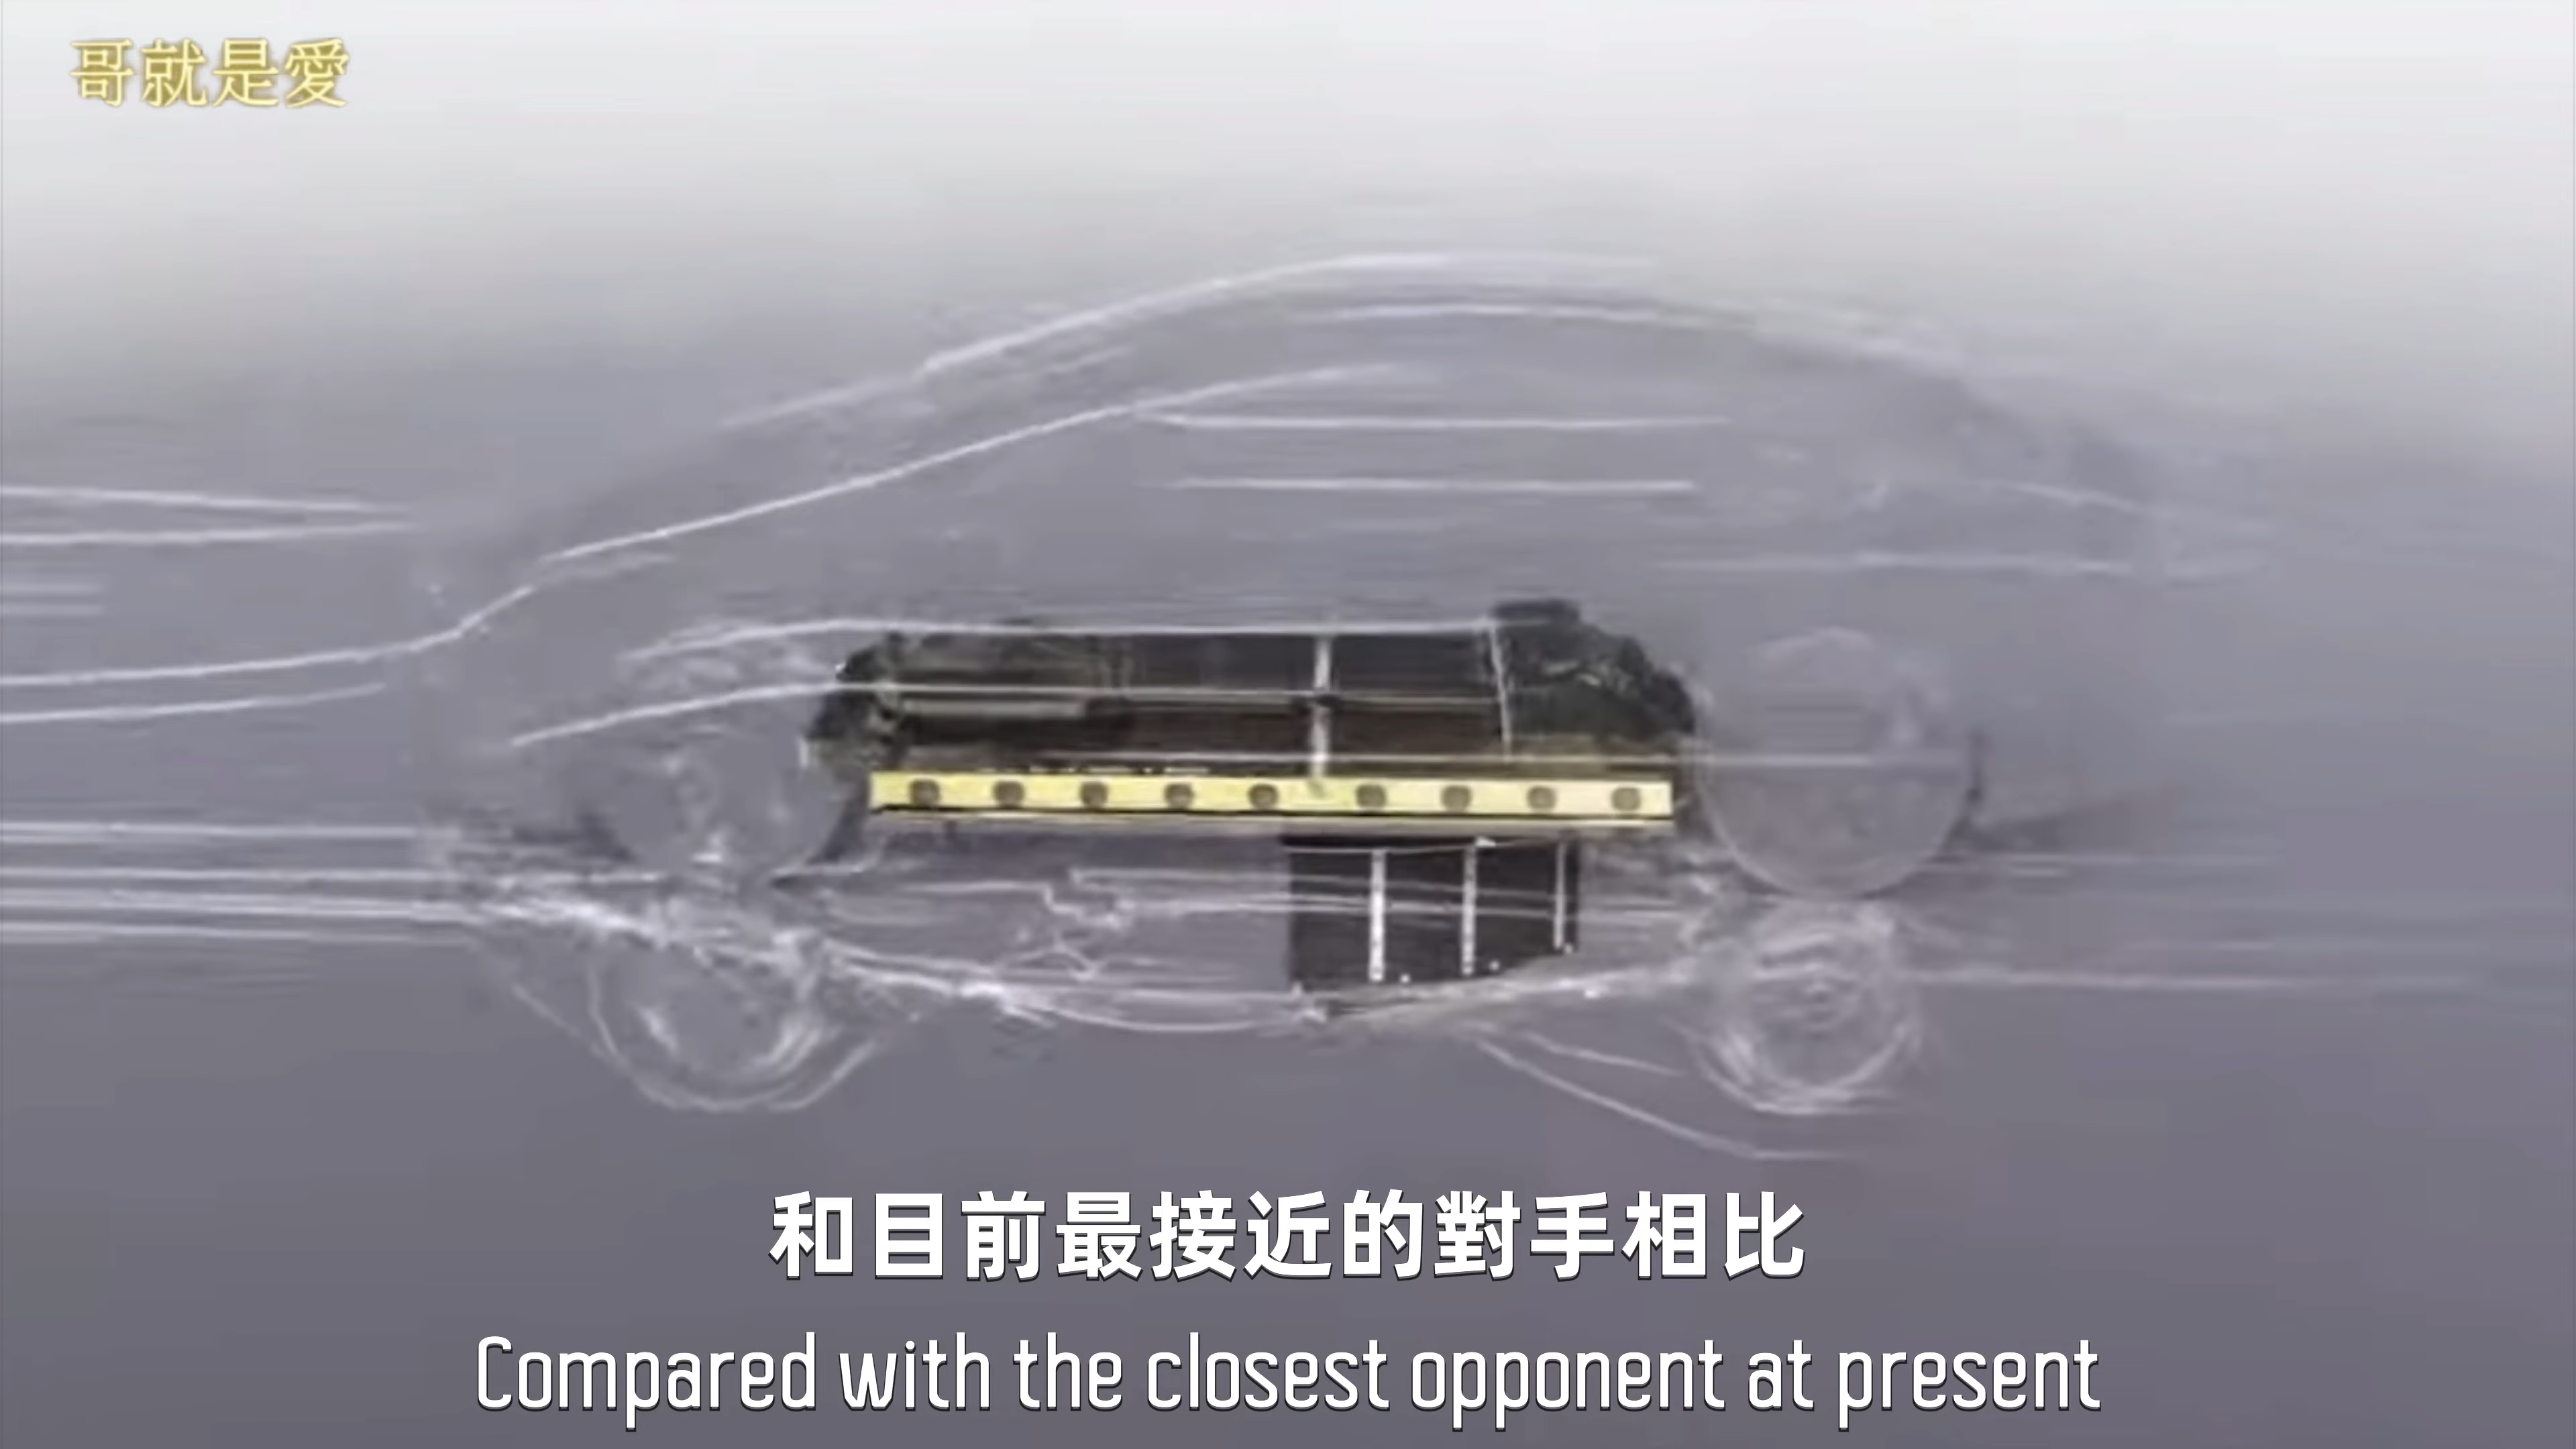 哥就是愛
和目前最接近的對手相比
Compared with the closest opponent at present